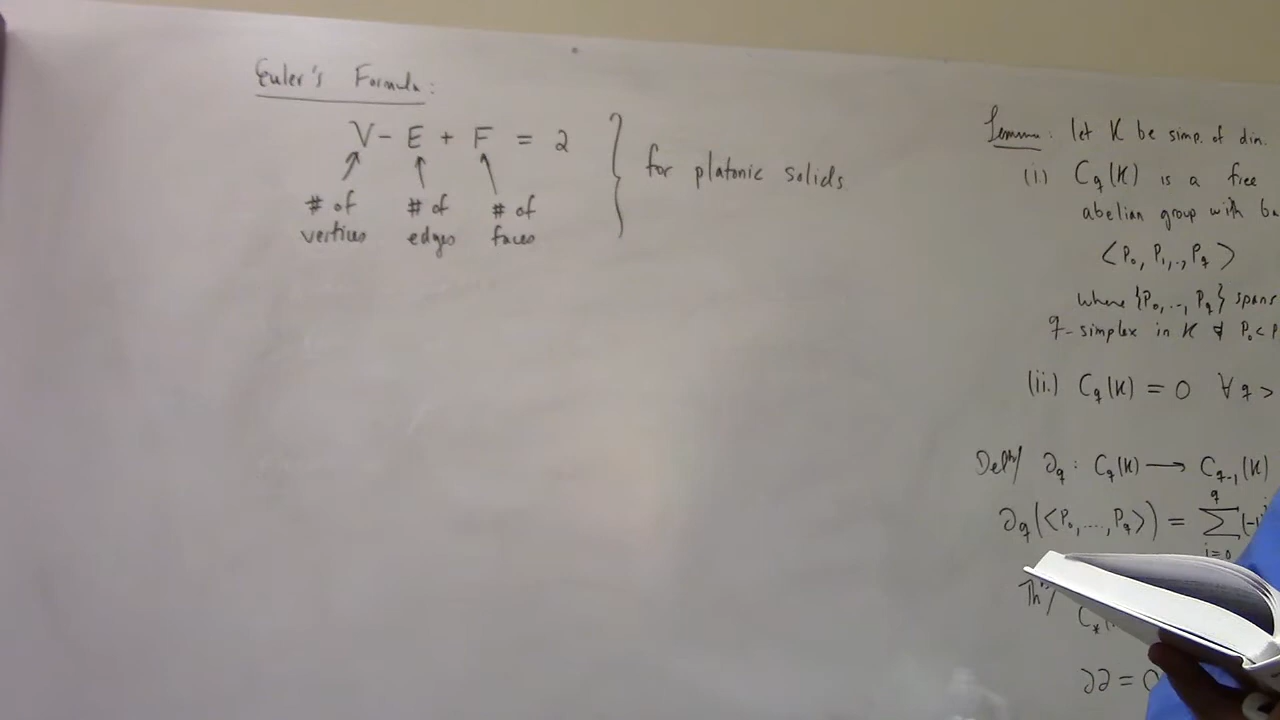 Euler's Formula:
V - E + F = 2
for platonic solids
# of vertices
# of edges
# of faces
Lemma: let K be simp. of dim.
(i) Cq(K) is a free
abelian group with ba
<P₀, P₁, .., Pq>
where {P₀, .., Pq} spans
q-simplex in K & P₀ < P
(ii.) Cq(K) = 0 ∀ q >
Defⁿ/ ∂q : Cq(K) ⟶ Cq-1(K)
∂q(<P₀, ...., Pq>) = ∑ i=0 q (-1)i
Thᵐ/
C*(
∂∂ = 0